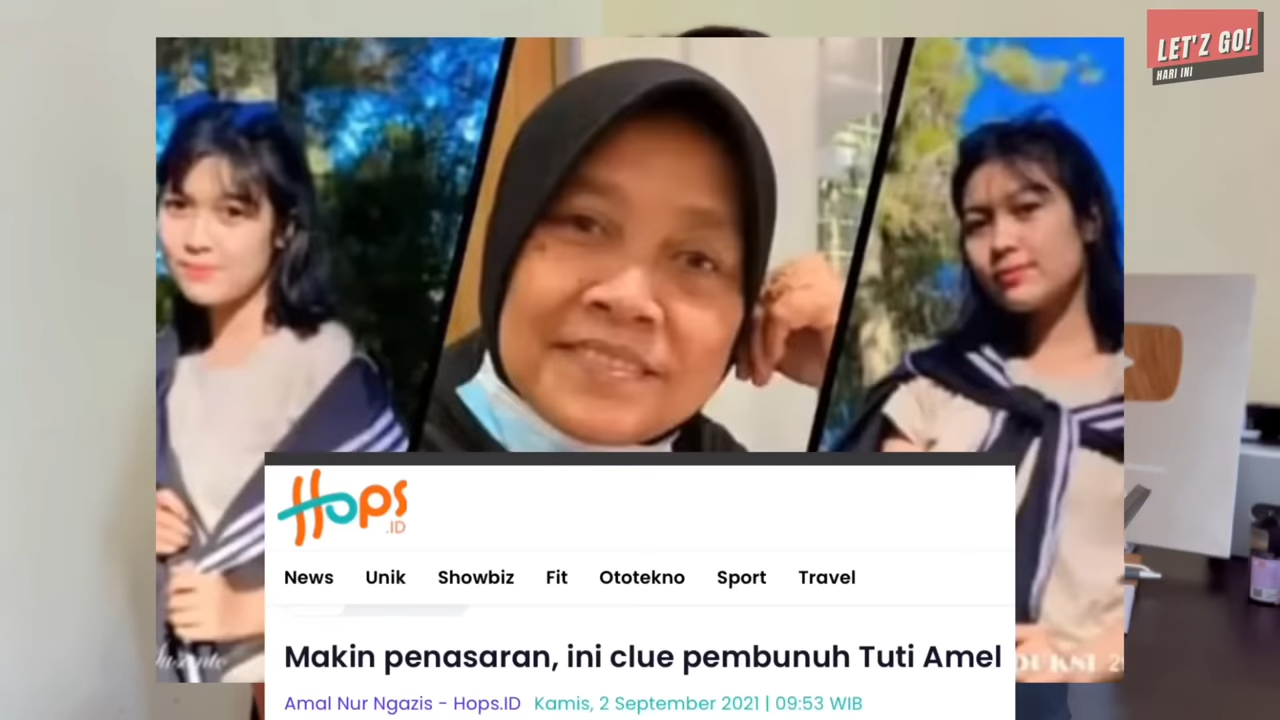 LET'Z GO!
HARI INI
Hops
.ID
News Unik Showbiz Fit Ototekno Sport Travel
Makin penasaran, ini clue pembunuh Tuti Amel
Amal Nur Ngazis - Hops.ID Kamis, 2 September 2021 | 09:53 WIB